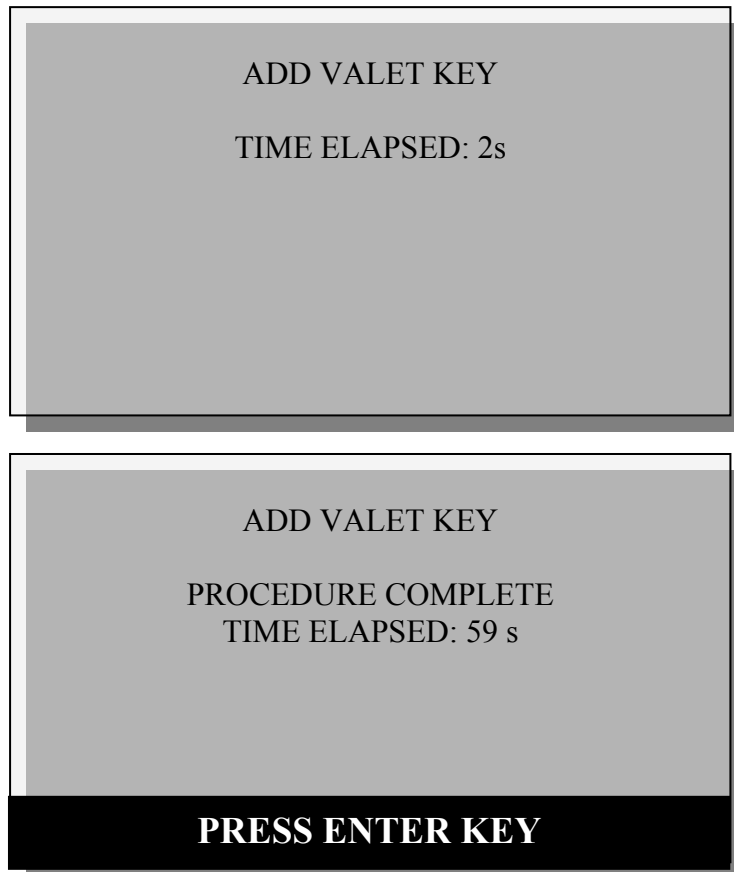 ADD VALET KEY
TIME ELAPSED: 2s
ADD VALET KEY
PROCEDURE COMPLETE
TIME ELAPSED: 59 s
PRESS ENTER KEY